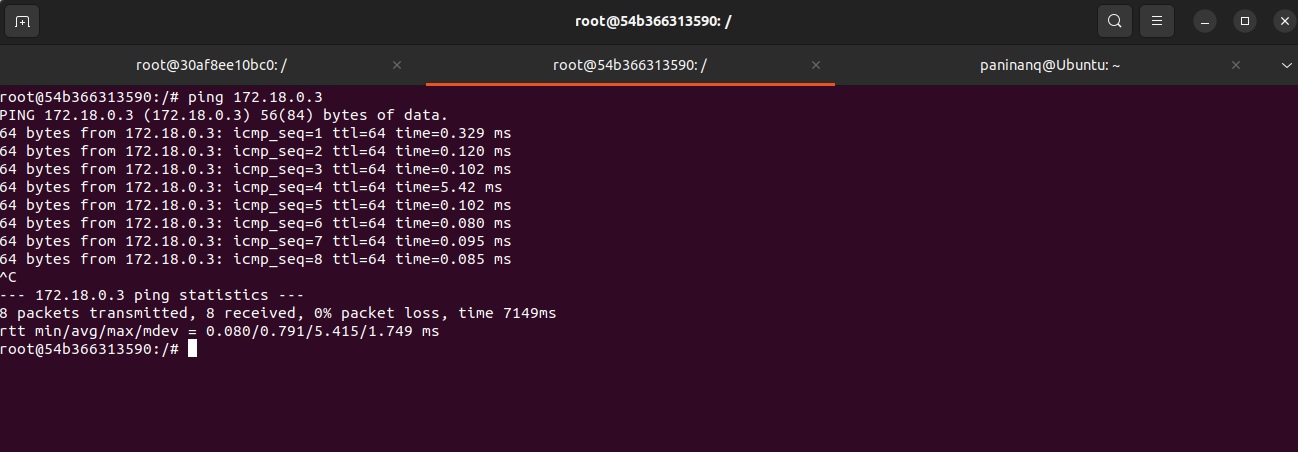 root@54b366313590: /
root@30af8ee10bc0: /
root@54b366313590: /
paninanq@Ubuntu: ~
root@54b366313590:/# ping 172.18.0.3
PING 172.18.0.3 (172.18.0.3) 56(84) bytes of data.
64 bytes from 172.18.0.3: icmp_seq=1 ttl=64 time=0.329 ms
64 bytes from 172.18.0.3: icmp_seq=2 ttl=64 time=0.120 ms
64 bytes from 172.18.0.3: icmp_seq=3 ttl=64 time=0.102 ms
64 bytes from 172.18.0.3: icmp_seq=4 ttl=64 time=5.42 ms
64 bytes from 172.18.0.3: icmp_seq=5 ttl=64 time=0.102 ms
64 bytes from 172.18.0.3: icmp_seq=6 ttl=64 time=0.080 ms
64 bytes from 172.18.0.3: icmp_seq=7 ttl=64 time=0.095 ms
64 bytes from 172.18.0.3: icmp_seq=8 ttl=64 time=0.085 ms
^C
--- 172.18.0.3 ping statistics ---
8 packets transmitted, 8 received, 0% packet loss, time 7149ms
rtt min/avg/max/mdev = 0.080/0.791/5.415/1.749 ms
root@54b366313590:/#